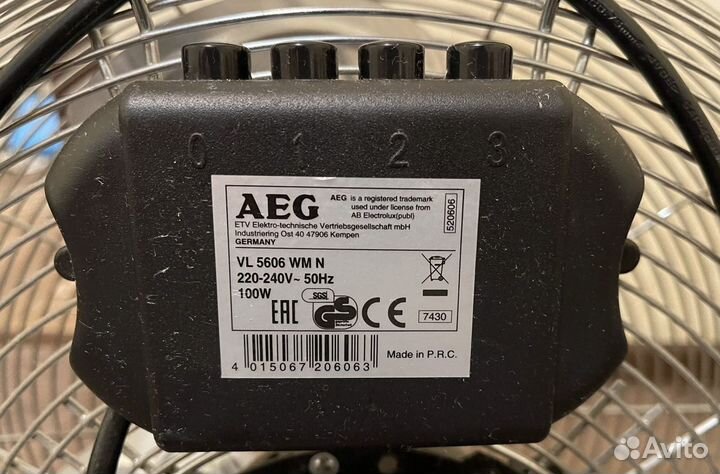 0 1 2 3
AEG
AEG is a registered trademark
used under license from
AB Electrolux(publ)
520606
ETV Elektro-technische Vertriebsgesellschaft mbH
Industriering Ost 40 47906 Kempen
GERMANY
VL 5606 WM N
220-240V~ 50Hz
100W
SGS
EAC
GS
CE
7430
Made in P.R.C.
4 015067 206063
Avito